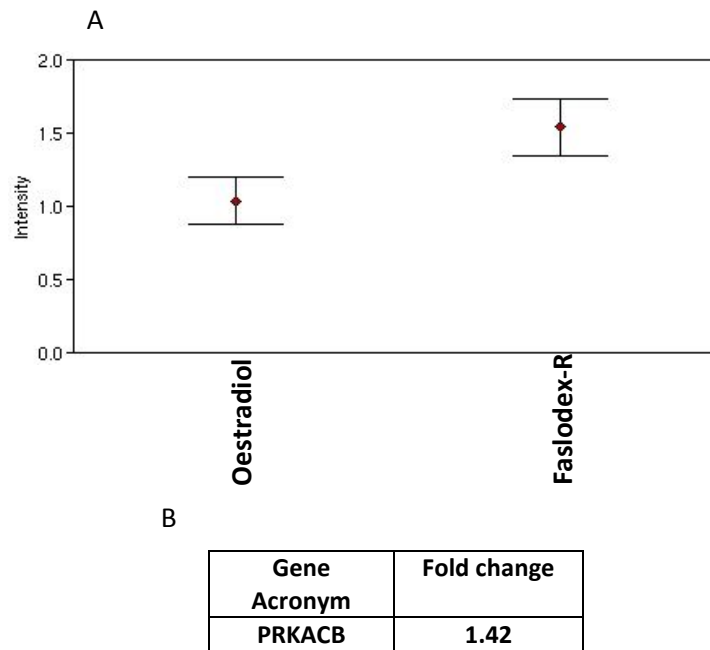 A
2.0
1.5
1.0
0.5
0.0
Intensity
Oestradiol
Faslodex-R
B
Gene Fold change
Acronym
PRKACB 1.42